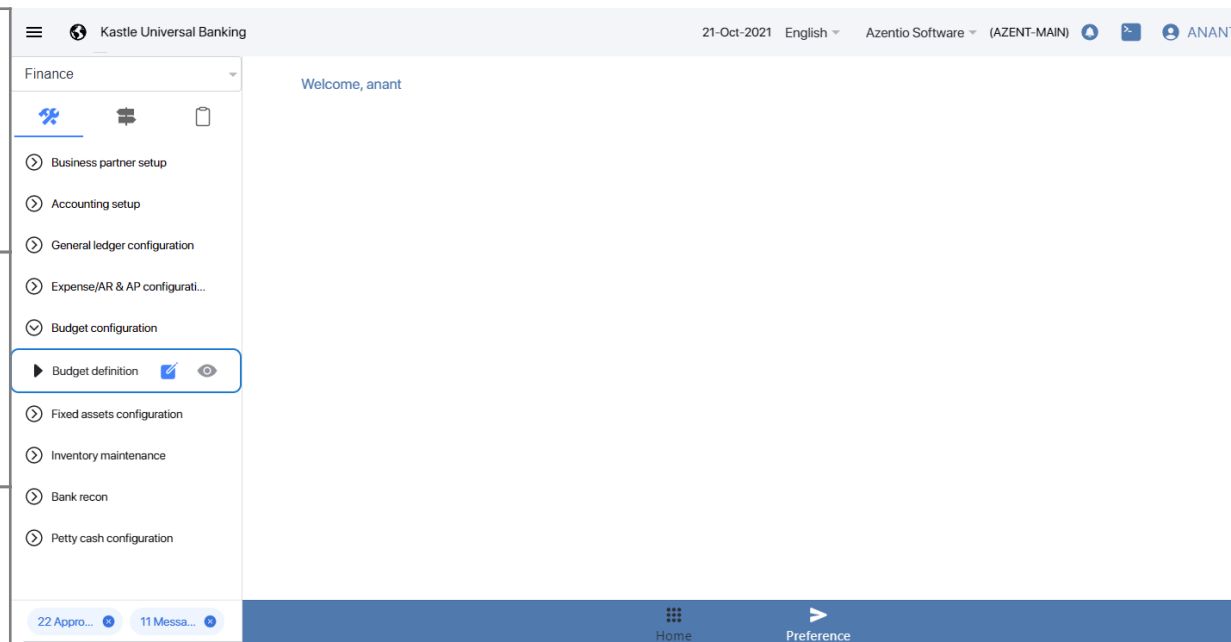 Kastle Universal Banking 21-Oct-2021 English Azentio Software (AZENT-MAIN) ANANT
Finance
Welcome, anant
Business partner setup
Accounting setup
General ledger configuration
Expense/AR & AP configurati...
Budget configuration
Budget definition
Fixed assets configuration
Inventory maintenance
Bank recon
Petty cash configuration
22 Appro... 11 Messa...
Home Preference